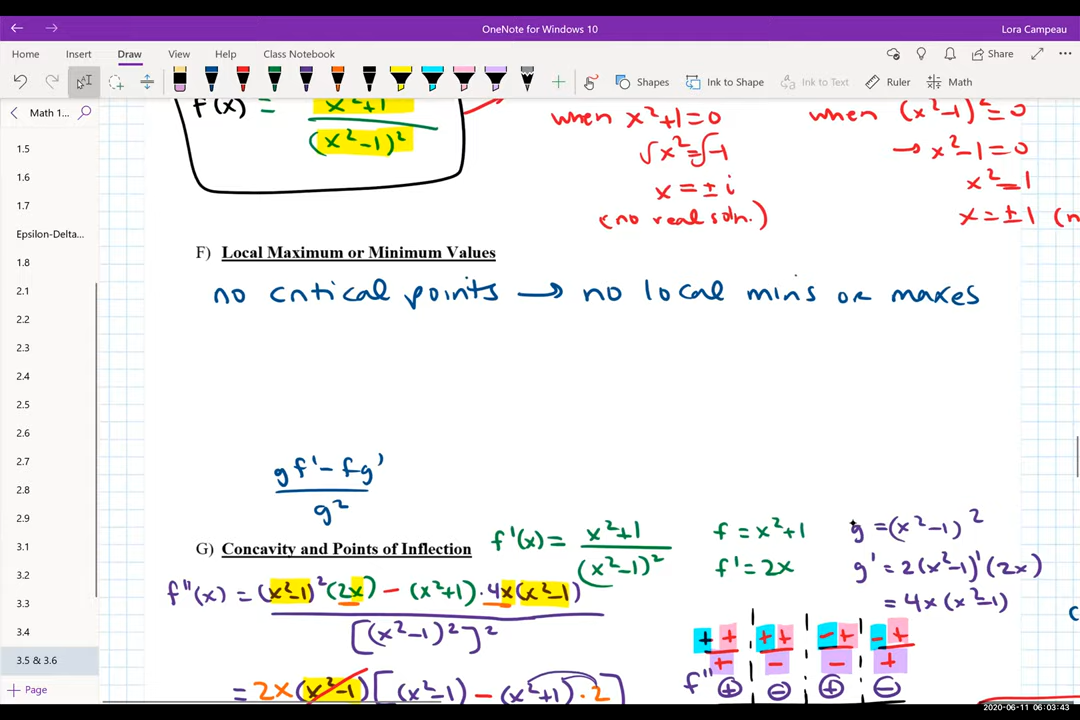 OneNote for Windows 10
Lora Campeau
Home Insert Draw View Help Class Notebook Share
Shapes Ink to Shape Ink to Text Ruler Math
Math 1...
1.5
1.6
1.7
Epsilon-Delta...
1.8
2.1
2.2
2.3
2.4
2.5
2.6
2.7
2.8
2.9
3.1
3.2
3.3
3.4
3.5 & 3.6
Page
f'(x) = x²+1 / (x²-1)²
when x²+1=0
√x²=√-1
x = ± i
(no real soln.)
when (x²-1)²=0
→ x²-1=0
x²=1
x=±1 (n
F) Local Maximum or Minimum Values
no critical points → no local mins or maxes
gf'-fg' / g²
G) Concavity and Points of Inflection
f'(x)= x²+1 / (x²-1)²
f=x²+1
f'=2x
g=(x²-1)²
g'=2(x²-1)¹(2x)
=4x(x²-1)
f"(x) = (x²-1)²(2x) - (x²+1)·4x(x²-1) / [(x²-1)²]²
= 2x(x²-1)[(x²-1) - (x²+1)·2]
+ + + + - + - +
+ - - +
f" + - + -
2020-06-11 06:03:43